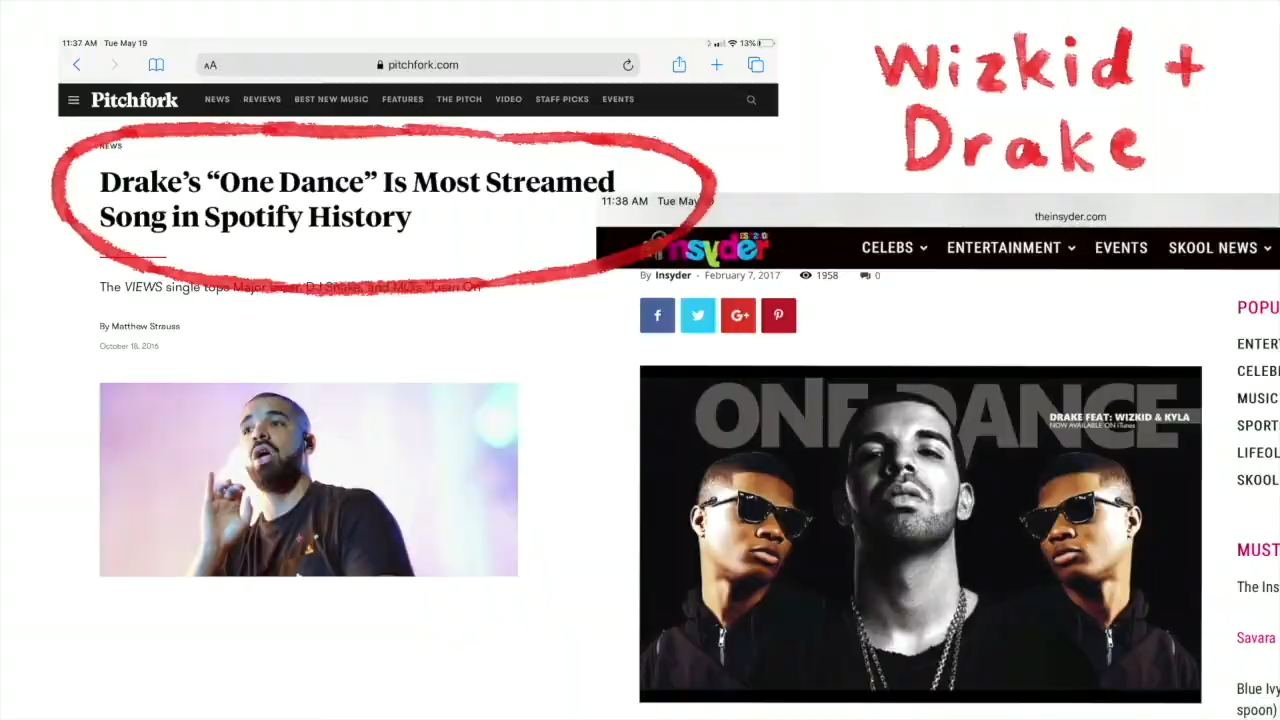 11:37 AM Tue May 19
13%
AA
pitchfork.com
Pitchfork
NEWS REVIEWS BEST NEW MUSIC FEATURES THE PITCH VIDEO STAFF PICKS EVENTS
NEWS
Drake's “One Dance” Is Most Streamed
Song in Spotify History
The VIEWS single tops Major
By Matthew Strauss
October 18, 2016
Wizkid +
Drake
11:38 AM Tue May
theinsyder.com
insyder
CELEBS ENTERTAINMENT EVENTS SKOOL NEWS
By Insyder - February 7, 2017 1958 0
f G+
ONE DANCE
DRAKE FEAT: WIZKID & KYLA
NOW AVAILABLE ON iTunes
POPU
ENTER
CELEB
MUSIC
SPORT
LIFEOL
SKOOL
MUST
The Ins
Savara
Blue Ivy
spoon)